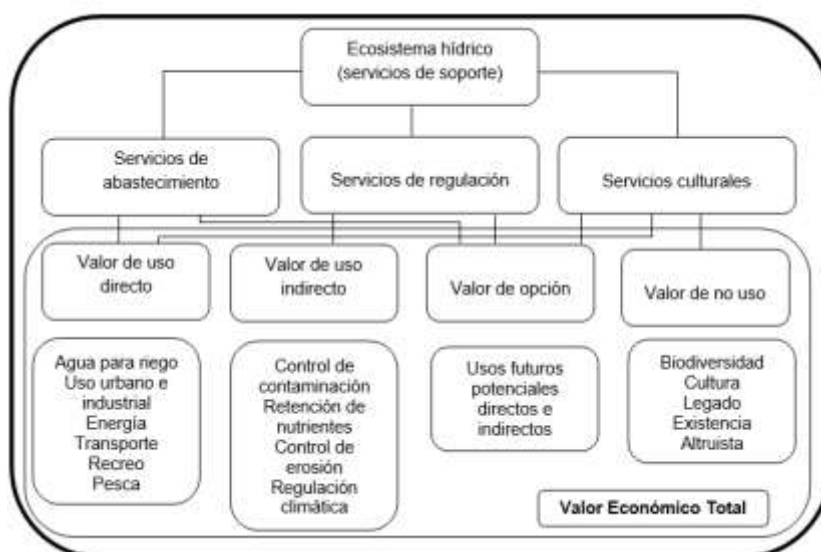 Ecosistema hídrico
(servicios de soporte)
Servicios de
abastecimiento
Servicios de regulación
Servicios culturales
Valor de uso
directo
Valor de uso
indirecto
Valor de opción
Valor de no uso
Agua para riego
Uso urbano e
industrial
Energía
Transporte
Recreo
Pesca
Control de
contaminación
Retención de
nutrientes
Control de
erosión
Regulación
climática
Usos futuros
potenciales
directos e
indirectos
Biodiversidad
Cultura
Legado
Existencia
Altruista
Valor Económico Total